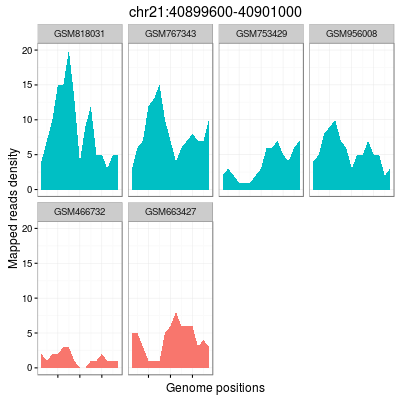 chr21:40899600-40901000
GSM818031 GSM767343 GSM753429 GSM956008
20
15
10
5
0
Mapped reads density
GSM466732 GSM663427
20
15
10
5
0
Genome positions